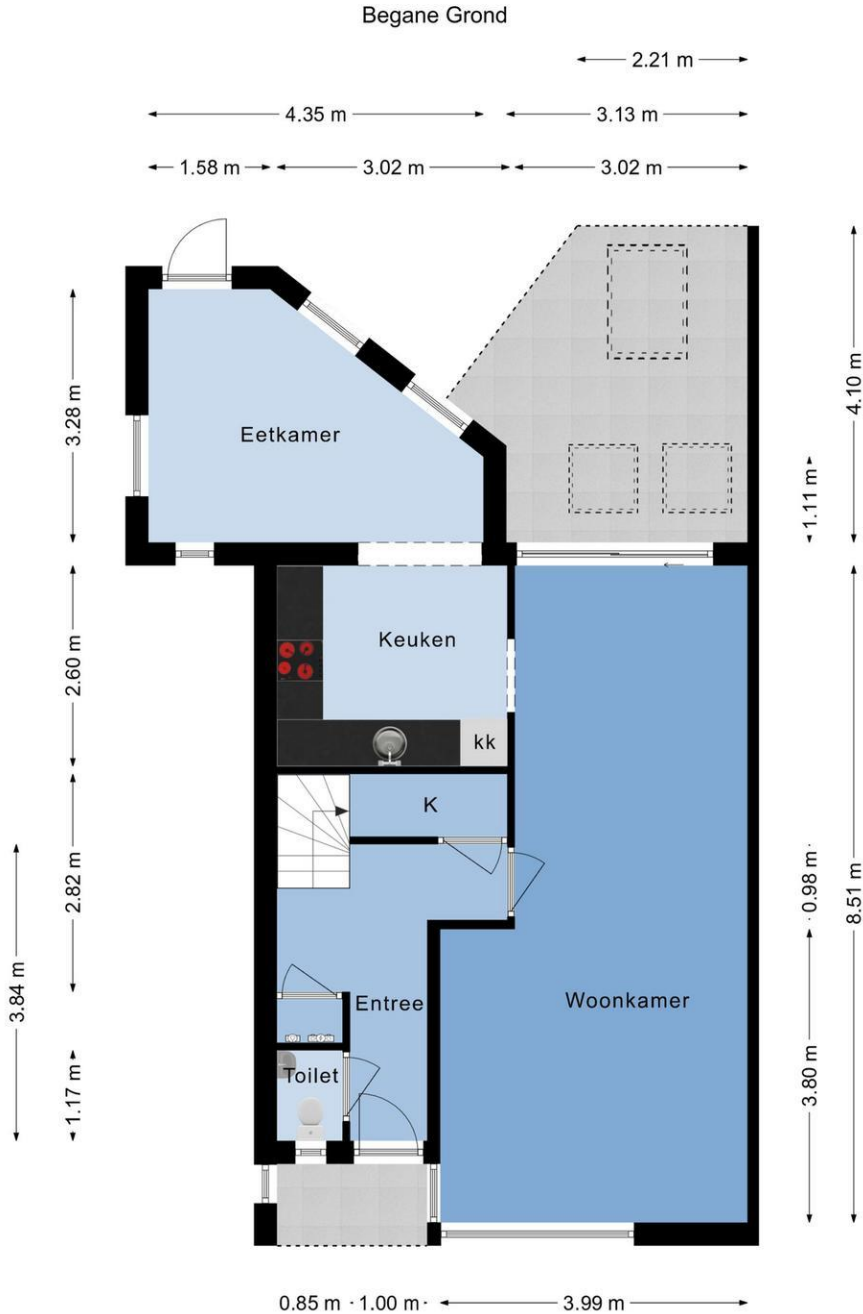 Begane Grond
2.21 m
4.35 m
3.13 m
1.58 m
3.02 m
3.02 m
4.10 m
3.28 m
Eetkamer
1.11 m
Keuken
2.60 m
kk
K
2.82 m
0.98 m
8.51 m
3.84 m
Entree
Woonkamer
Toilet
1.17 m
3.80 m
0.85 m
1.00 m
3.99 m